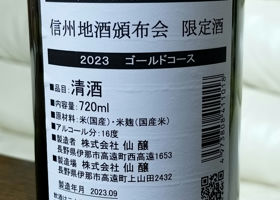 信州地酒頒布会 限定酒
2023 ゴールドコース
■品目：清酒
■内容量：720ml
■原材料：米(国産)・米麹(国産米)
■アルコール分：16度
■製造者 株式会社 仙醸
長野県伊那市高遠町西高遠1653
■製造場 株式会社 仙醸
長野県伊那市高遠町上山田2432
製造年月 2023.09